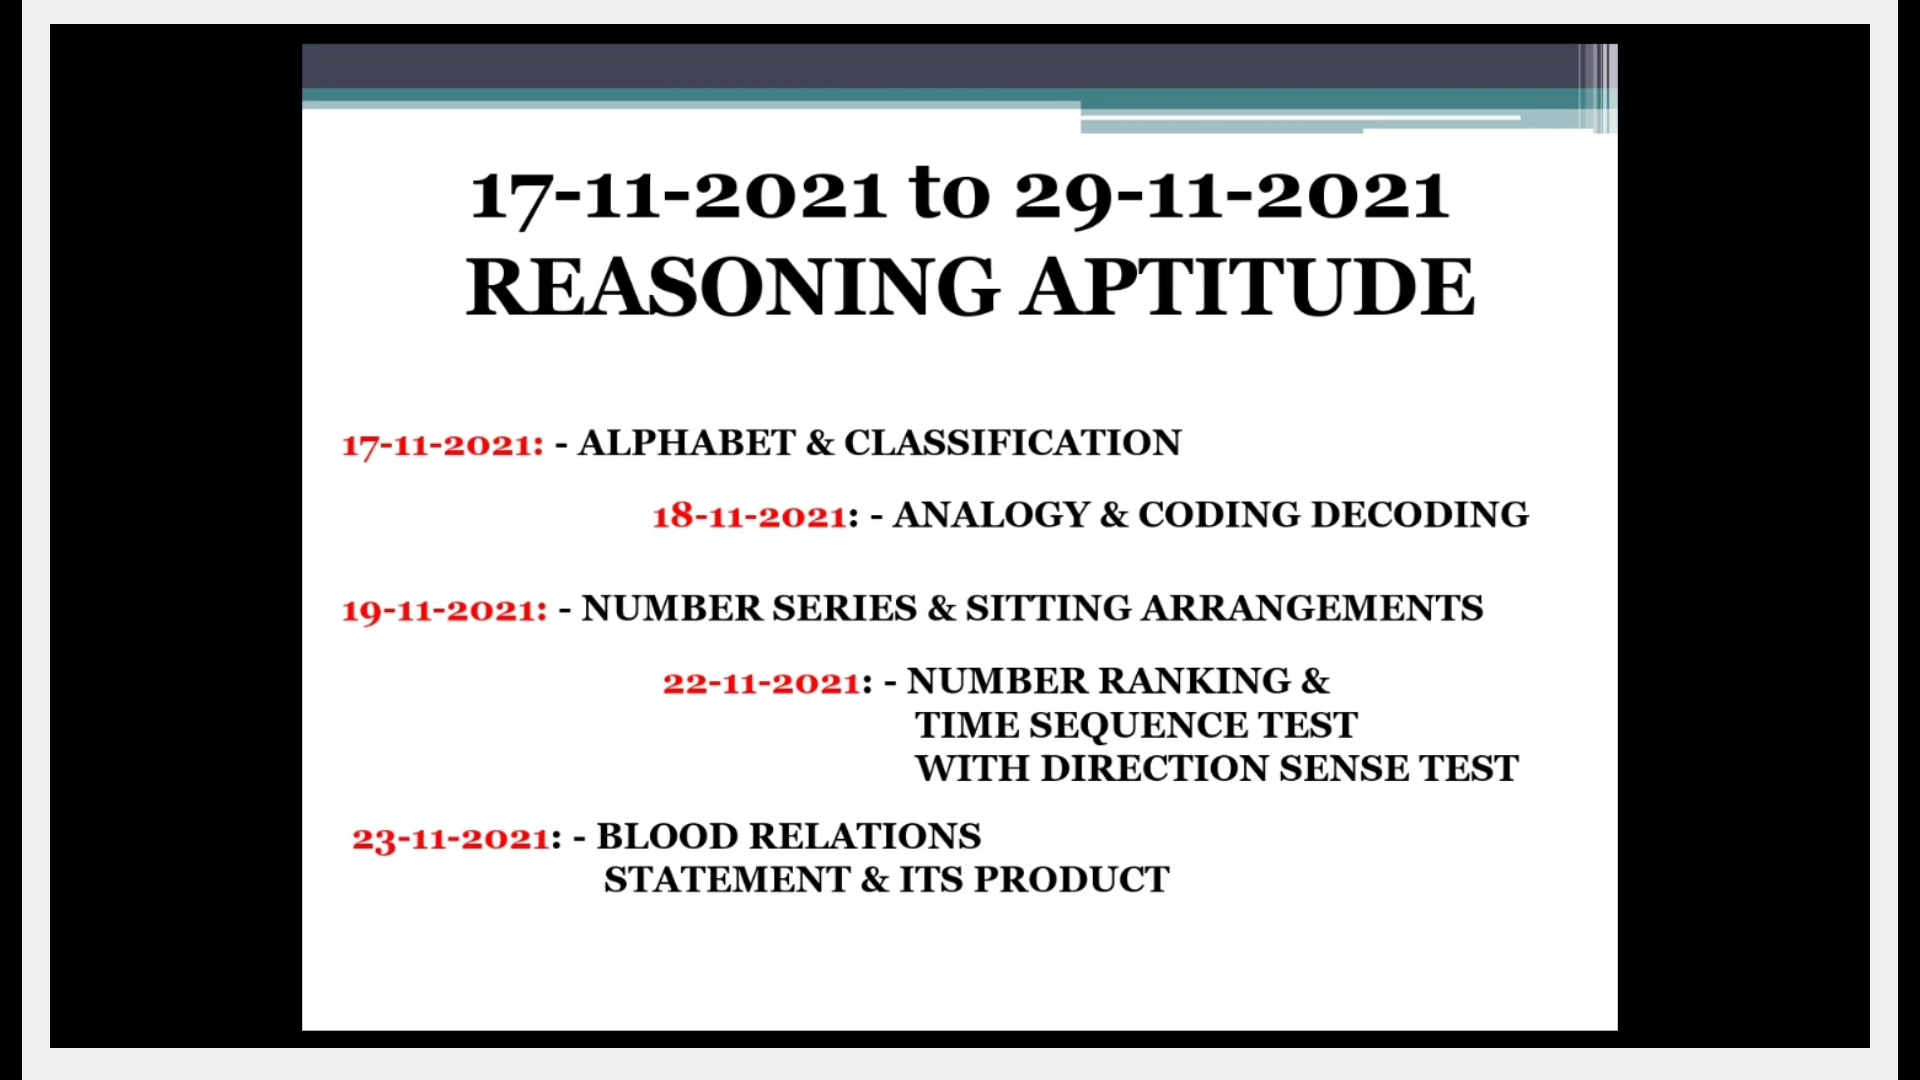 17-11-2021 to 29-11-2021
REASONING APTITUDE
17-11-2021: - ALPHABET & CLASSIFICATION
18-11-2021: - ANALOGY & CODING DECODING
19-11-2021: - NUMBER SERIES & SITTING ARRANGEMENTS
22-11-2021: - NUMBER RANKING &
TIME SEQUENCE TEST
WITH DIRECTION SENSE TEST
23-11-2021: - BLOOD RELATIONS
STATEMENT & ITS PRODUCT